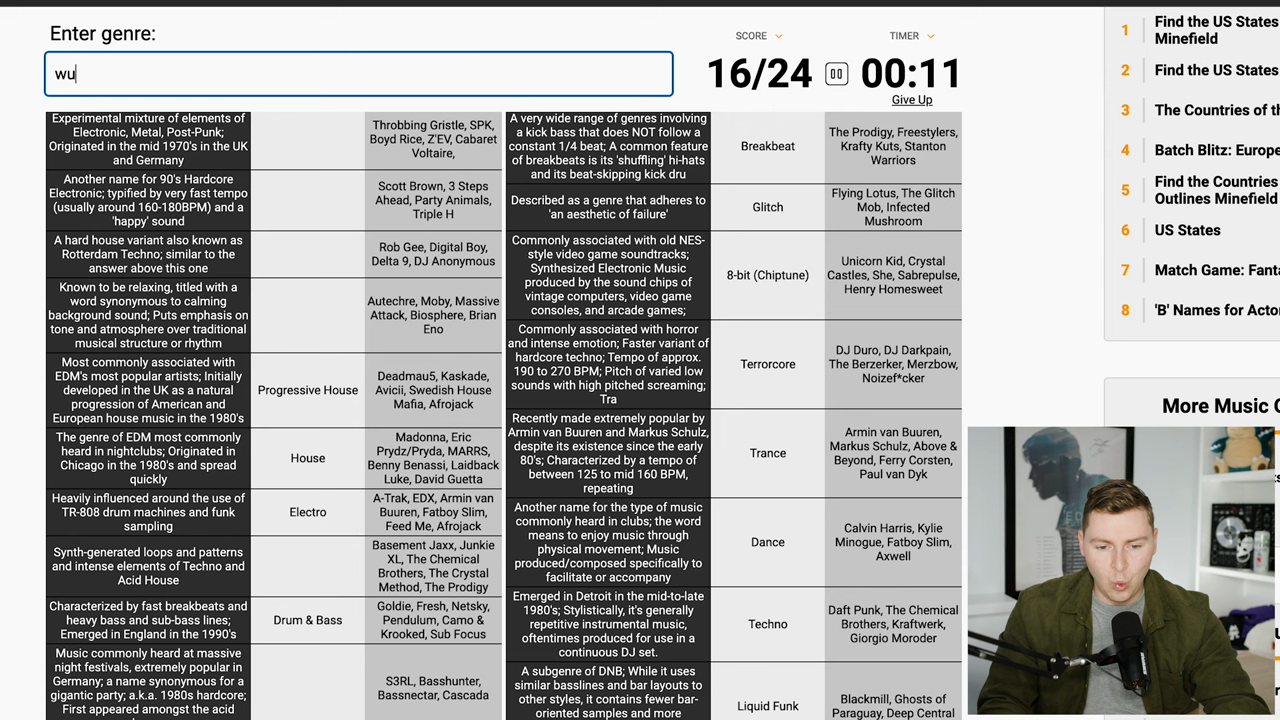 Enter genre:
wu
SCORE
TIMER
16/24
00:11
Give Up
Experimental mixture of elements of
Electronic, Metal, Post-Punk;
Originated in the mid 1970's in the UK
and Germany
Throbbing Gristle, SPK,
Boyd Rice, Z'EV, Cabaret
Voltaire,
Another name for 90's Hardcore
Electronic; typified by very fast tempo
(usually around 160-180BPM) and a
'happy' sound
Scott Brown, 3 Steps
Ahead, Party Animals,
Triple H
A hard house variant also known as
Rotterdam Techno; similar to the
answer above this one
Rob Gee, Digital Boy,
Delta 9, DJ Anonymous
Known to be relaxing, titled with a
word synonymous to calming
background sound; Puts emphasis on
tone and atmosphere over traditional
musical structure or rhythm
Autechre, Moby, Massive
Attack, Biosphere, Brian
Eno
Most commonly associated with
EDM's most popular artists; Initially
developed in the UK as a natural
progression of American and
European house music in the 1980's
Progressive House
Deadmau5, Kaskade,
Avicii, Swedish House
Mafia, Afrojack
The genre of EDM most commonly
heard in nightclubs; Originated in
Chicago in the 1980's and spread
quickly
House
Madonna, Eric
Prydz/Pryda, MARRS,
Benny Benassi, Laidback
Luke, David Guetta
Heavily influenced around the use of
TR-808 drum machines and funk
sampling
Electro
A-Trak, EDX, Armin van
Buuren, Fatboy Slim,
Feed Me, Afrojack
Synth-generated loops and patterns
and intense elements of Techno and
Acid House
Basement Jaxx, Junkie
XL, The Chemical
Brothers, The Crystal
Method, The Prodigy
Characterized by fast breakbeats and
heavy bass and sub-bass lines;
Emerged in England in the 1990's
Drum & Bass
Goldie, Fresh, Netsky,
Pendulum, Camo &
Krooked, Sub Focus
Music commonly heard at massive
night festivals, extremely popular in
Germany; a name synonymous for a
gigantic party; a.k.a. 1980s hardcore;
First appeared amongst the acid
S3RL, Basshunter,
Bassnectar, Cascada
A very wide range of genres involving
a kick bass that does NOT follow a
constant 1/4 beat; A common feature
of breakbeats is its 'shuffling' hi-hats
and its beat-skipping kick dru
Breakbeat
The Prodigy, Freestylers,
Krafty Kuts, Stanton
Warriors
Described as a genre that adheres to
'an aesthetic of failure'
Glitch
Flying Lotus, The Glitch
Mob, Infected
Mushroom
Commonly associated with old NES-
style video game soundtracks;
Synthesized Electronic Music
produced by the sound chips of
vintage computers, video game
consoles, and arcade games;
8-bit (Chiptune)
Unicorn Kid, Crystal
Castles, She, Sabrepulse,
Henry Homesweet
Commonly associated with horror
and intense emotion; Faster variant of
hardcore techno; Tempo of approx.
190 to 270 BPM; Pitch of varied low
sounds with high pitched screaming;
Tra
Terrorcore
DJ Duro, DJ Darkpain,
The Berzerker, Merzbow,
Noizef*cker
Recently made extremely popular by
Armin van Buuren and Markus Schulz,
despite its existence since the early
80's; Characterized by a tempo of
between 125 to mid 160 BPM,
repeating
Trance
Armin van Buuren,
Markus Schulz, Above &
Beyond, Ferry Corsten,
Paul van Dyk
Another name for the type of music
commonly heard in clubs; the word
means to enjoy music through
physical movement; Music
produced/composed specifically to
facilitate or accompany
Dance
Calvin Harris, Kylie
Minogue, Fatboy Slim,
Axwell
Emerged in Detroit in the mid-to-late
1980's; Stylistically, it's generally
repetitive instrumental music,
oftentimes produced for use in a
continuous DJ set.
Techno
Daft Punk, The Chemical
Brothers, Kraftwerk,
Giorgio Moroder
A subgenre of DNB; While it uses
similar basslines and bar layouts to
other styles, it contains fewer bar-
oriented samples and more
Liquid Funk
Blackmill, Ghosts of
Paraguay, Deep Central
1 Find the US States
Minefield
2 Find the US States
3 The Countries of th
4 Batch Blitz: Europe
5 Find the Countries
Outlines Minefield
6 US States
7 Match Game: Fanta
8 'B' Names for Actor
More Music